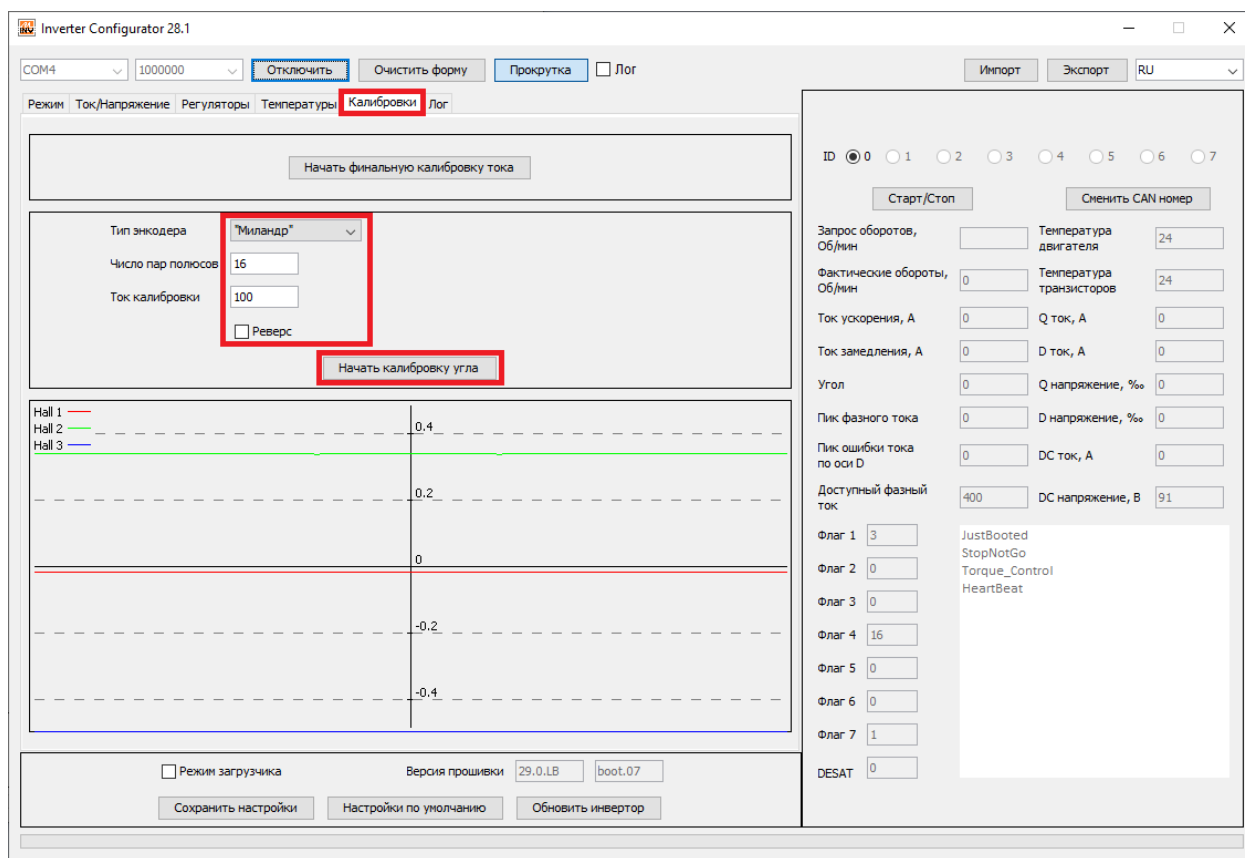 Inverter Configurator 28.1
COM4 1000000 Отключить Очистить форму Прокрутка Лог Импорт Экспорт RU
Режим Ток/Напряжение Регуляторы Температуры Калибровки Лог
Начать финальную калибровку тока
Тип энкодера "Миландр"
Число пар полюсов 16
Ток калибровки 100
Реверс
Начать калибровку угла
Hall 1
Hall 2
Hall 3
0.4
0.2
0
-0.2
-0.4
Режим загрузчика Версия прошивки 29.0.LB boot.07
Сохранить настройки Настройки по умолчанию Обновить инвертор
ID 0 1 2 3 4 5 6 7
Старт/Стоп Сменить CAN номер
Запрос оборотов,
Об/мин
Температура
двигателя
24
Фактические обороты,
Об/мин
0
Температура
транзисторов
24
Ток ускорения, А 0 Q ток, А 0
Ток замедления, А 0 D ток, А 0
Угол 0 Q напряжение, ‰ 0
Пик фазного тока 0 D напряжение, ‰ 0
Пик ошибки тока
по оси D
0
DC ток, А 0
Доступный фазный
ток
400
DC напряжение, В 91
Флаг 1 3
Флаг 2 0
Флаг 3 0
Флаг 4 16
Флаг 5 0
Флаг 6 0
Флаг 7 1
DESAT 0
JustBooted
StopNotGo
Torque_Control
HeartBeat